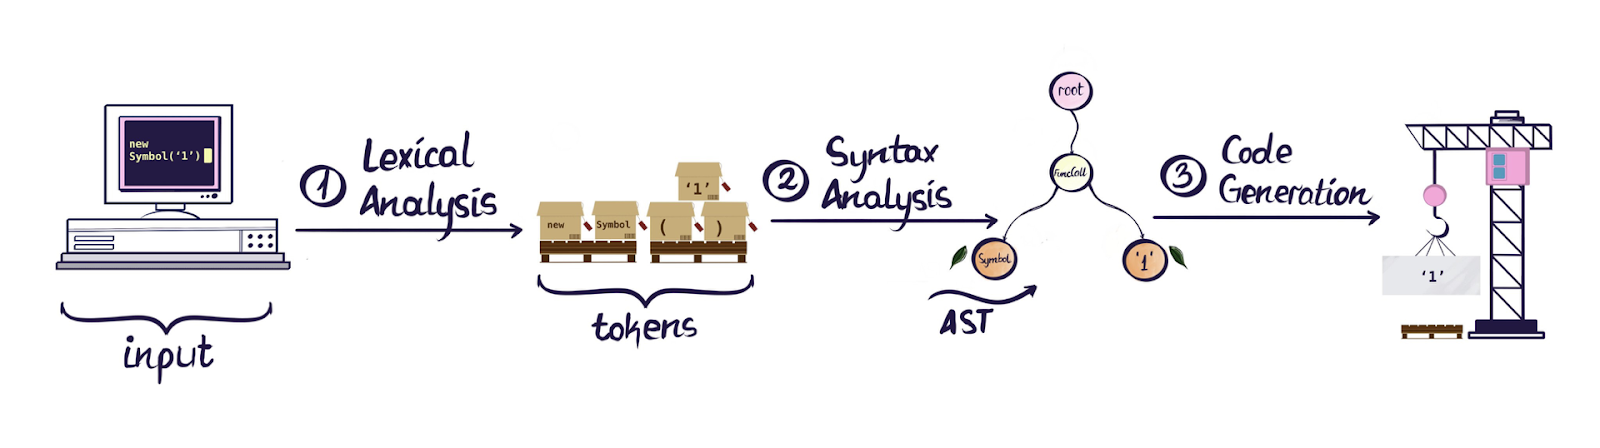 new
Symbol('1')
input
1
Lexical
Analysis
'1'
new
Symbol
(
)
tokens
2
Syntax
Analysis
root
FuncCall
Symbol
'1'
AST
3
Code
Generation
'1'